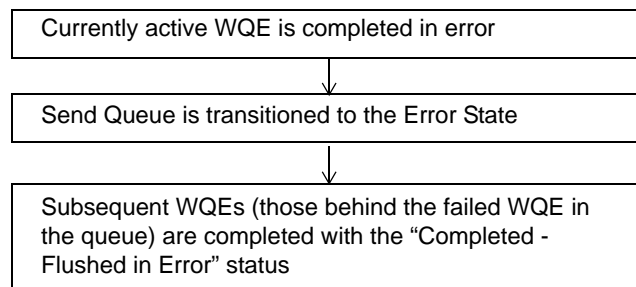 Currently active WQE is completed in error
Send Queue is transitioned to the Error State
Subsequent WQEs (those behind the failed WQE in
the queue) are completed with the “Completed -
Flushed in Error” status